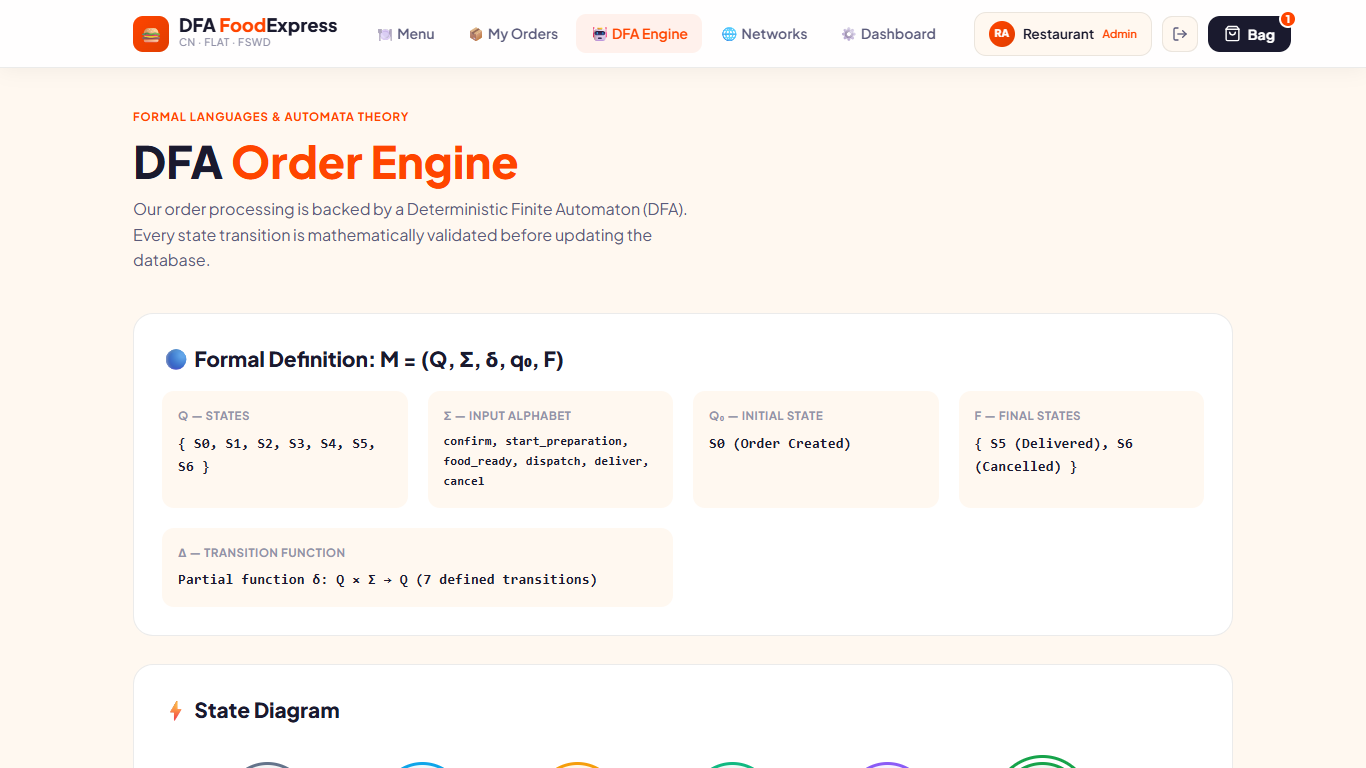 DFA FoodExpress
CN · FLAT · FSWD
Menu
My Orders
DFA Engine
Networks
Dashboard
RA Restaurant Admin
Bag
1
FORMAL LANGUAGES & AUTOMATA THEORY
DFA Order Engine
Our order processing is backed by a Deterministic Finite Automaton (DFA).
Every state transition is mathematically validated before updating the
database.
Formal Definition: M = (Q, Σ, δ, q₀, F)
Q — STATES
{ S0, S1, S2, S3, S4, S5,
S6 }
Σ — INPUT ALPHABET
confirm, start_preparation,
food_ready, dispatch, deliver,
cancel
Q₀ — INITIAL STATE
S0 (Order Created)
F — FINAL STATES
{ S5 (Delivered), S6
(Cancelled) }
Δ — TRANSITION FUNCTION
Partial function δ: Q × Σ → Q (7 defined transitions)
State Diagram